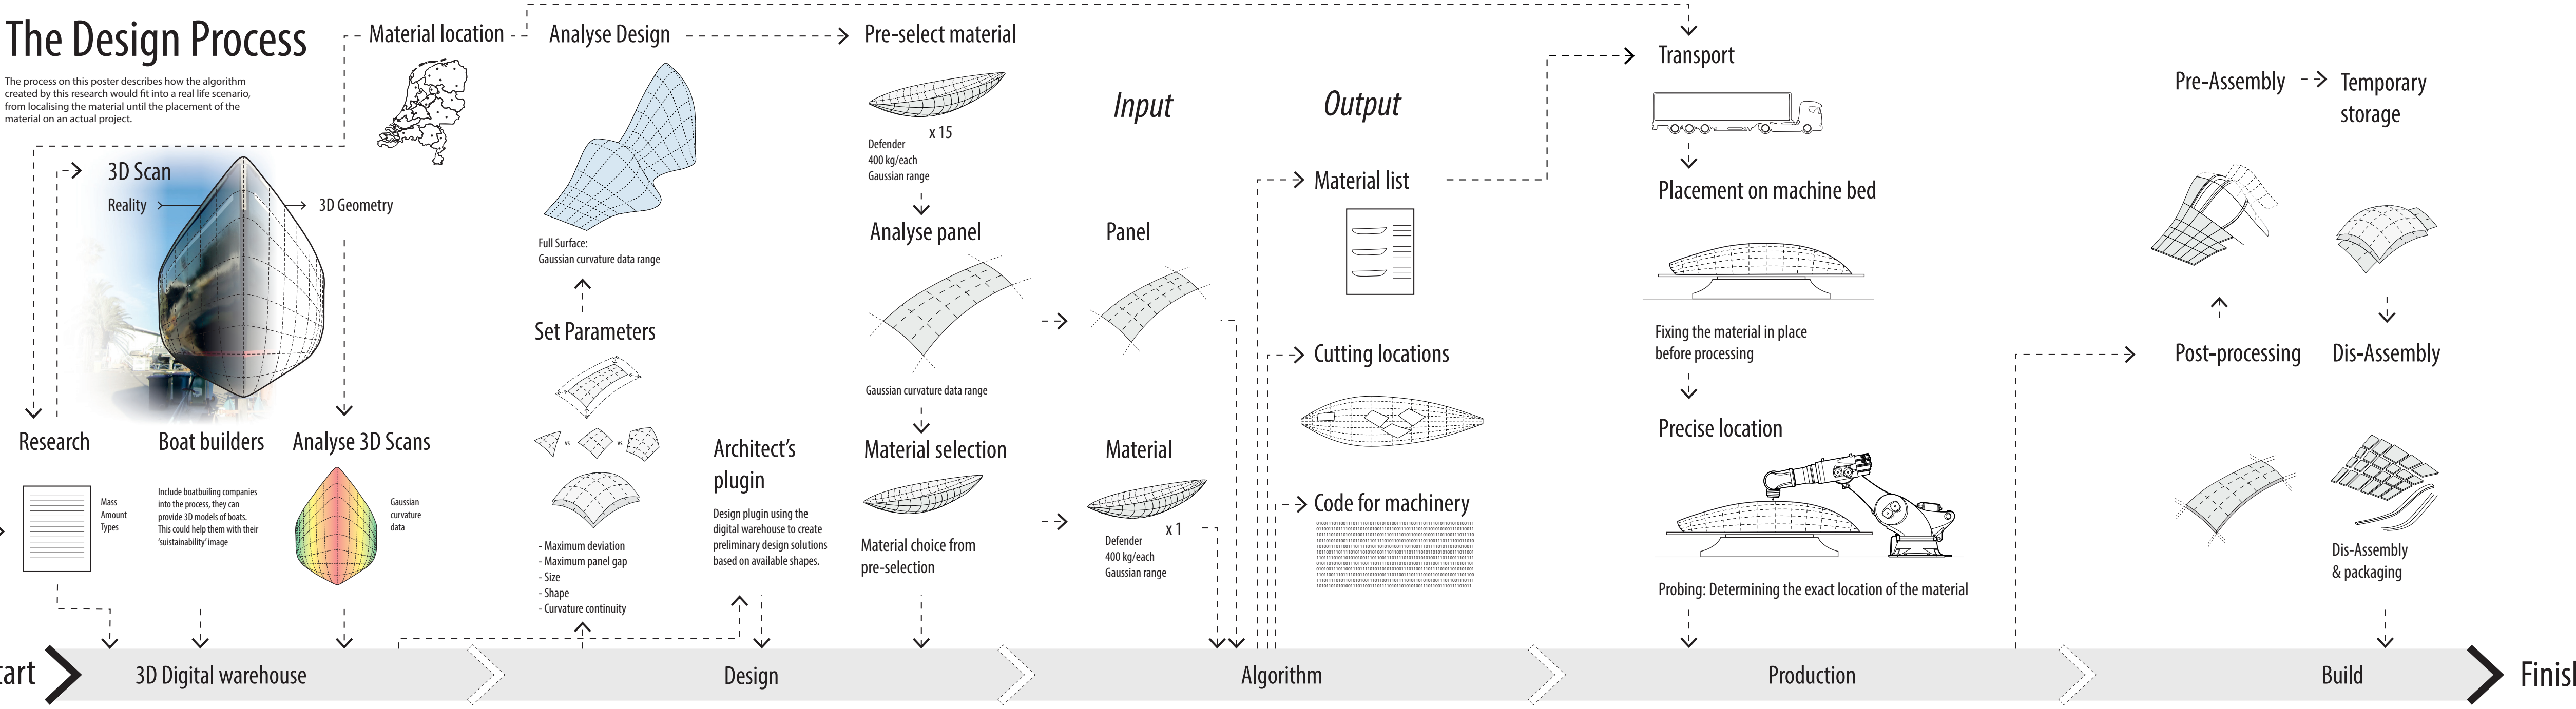 The Design Process
The process on this poster describes how the algorithm
created by this research would fit into a real life scenario,
from localising the material until the placement of the
material on an actual project.
Material location
3D Scan
Reality
3D Geometry
Research
Mass
Amount
Types
Boat builders
Include boatbuiling companies
into the process, they can
provide 3D models of boats.
This could help them with their
'suistainability' image
Analyse 3D Scans
Gaussian
curvature
data
Analyse Design
Full Surface:
Gaussian curvature data range
Set Parameters
vs
vs
- Maximum deviation
- Maximum panel gap
- Size
- Shape
- Curvature continuity
Architect's
plugin
Design plugin using the
digital warehouse to create
preliminary design solutions
based on available shapes.
Pre-select material
x 15
Defender
400 kg/each
Gaussian range
Analyse panel
Gaussian curvature data range
Material selection
Material choice from
pre-selection
Input
Panel
Material
x 1
Defender
400 kg/each
Gaussian range
Output
Material list
Cutting locations
Code for machinery
Transport
Placement on machine bed
Fixing the material in place
before processing
Precise location
Probing: Determining the exact location of the material
Pre-Assembly
Temporary
storage
Post-processing
Dis-Assembly
Dis-Assembly
& packaging
tart
3D Digital warehouse
Design
Algorithm
Production
Build
Finish